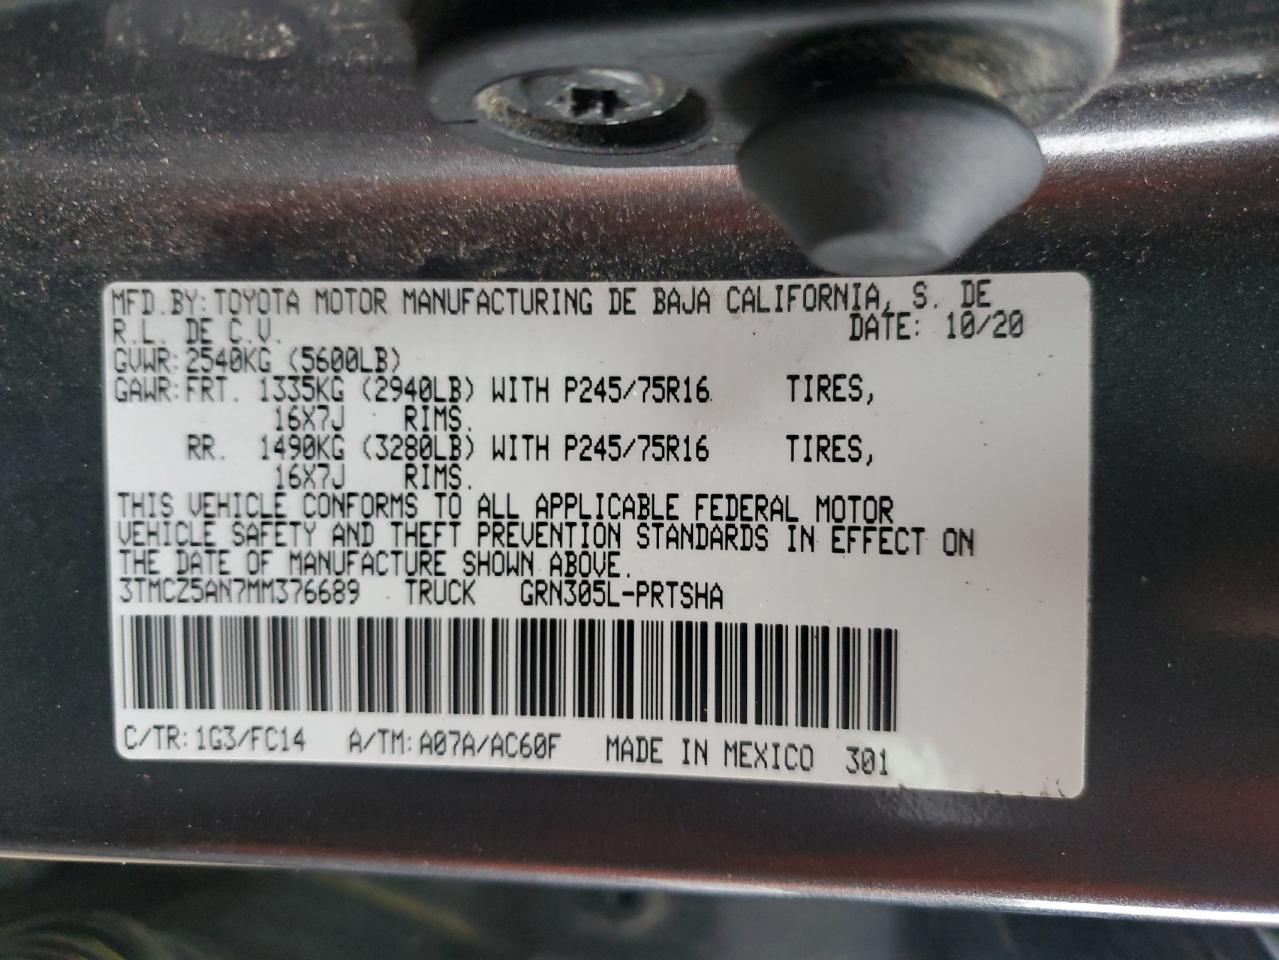 MFD.BY: TOYOTA MOTOR MANUFACTURING DE BAJA CALIFORNIA, S. DE
R.L. DE C.V. DATE: 10/20
GVWR: 2540KG (5600LB)
GAWR: FRT. 1335KG (2940LB) WITH P245/75R16 TIRES,
16X7J RIMS.
RR. 1490KG (3280LB) WITH P245/75R16 TIRES,
16X7J RIMS.
THIS VEHICLE CONFORMS TO ALL APPLICABLE FEDERAL MOTOR
VEHICLE SAFETY AND THEFT PREVENTION STANDARDS IN EFFECT ON
THE DATE OF MANUFACTURE SHOWN ABOVE.
3TMCZ5AN7MM376689 TRUCK GRN305L-PRTSHA
C/TR: 1G3/FC14 A/TM: A07A/AC60F MADE IN MEXICO 301